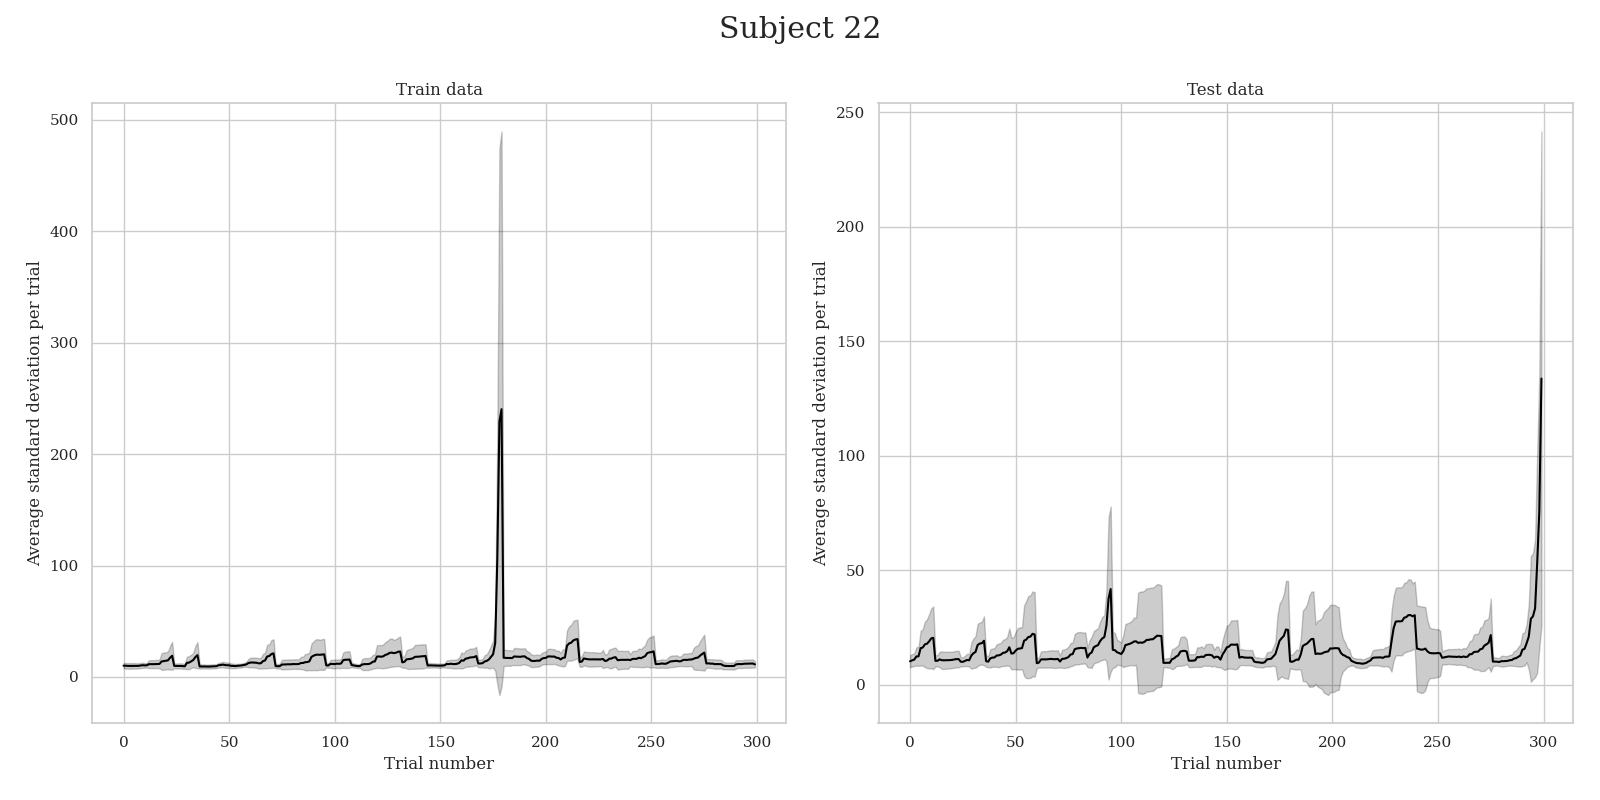 Subject 22
Train data
Average standard deviation per trial
500
400
300
200
100
0
0 50 100 150 200 250 300
Trial number
Test data
Average standard deviation per trial
250
200
150
100
50
0
0 50 100 150 200 250 300
Trial number